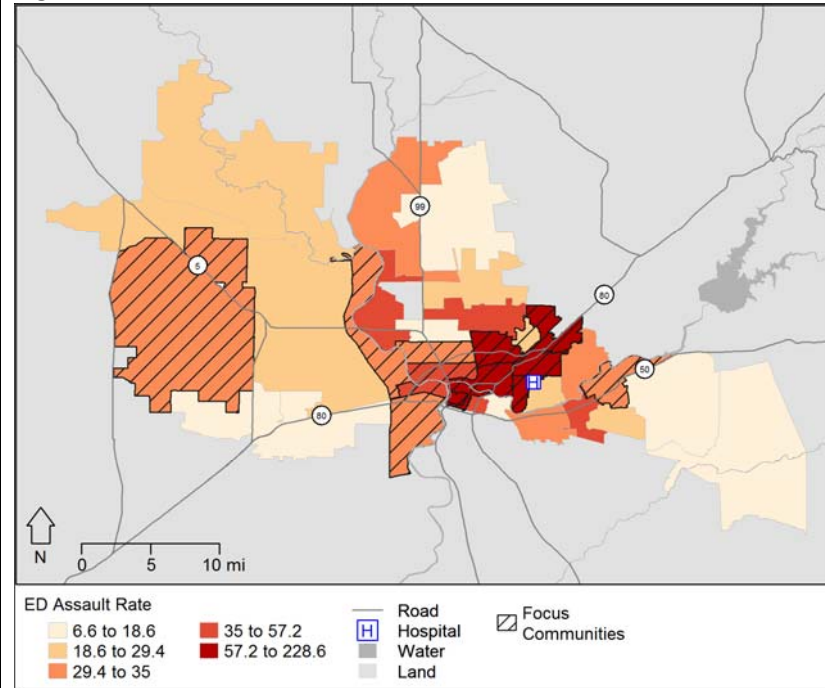 99
5
80
50
80
H
N
0 5 10 mi
ED Assault Rate
6.6 to 18.6
18.6 to 29.4
29.4 to 35
35 to 57.2
57.2 to 228.6
Road
H Hospital
Water
Land
Focus
Communities